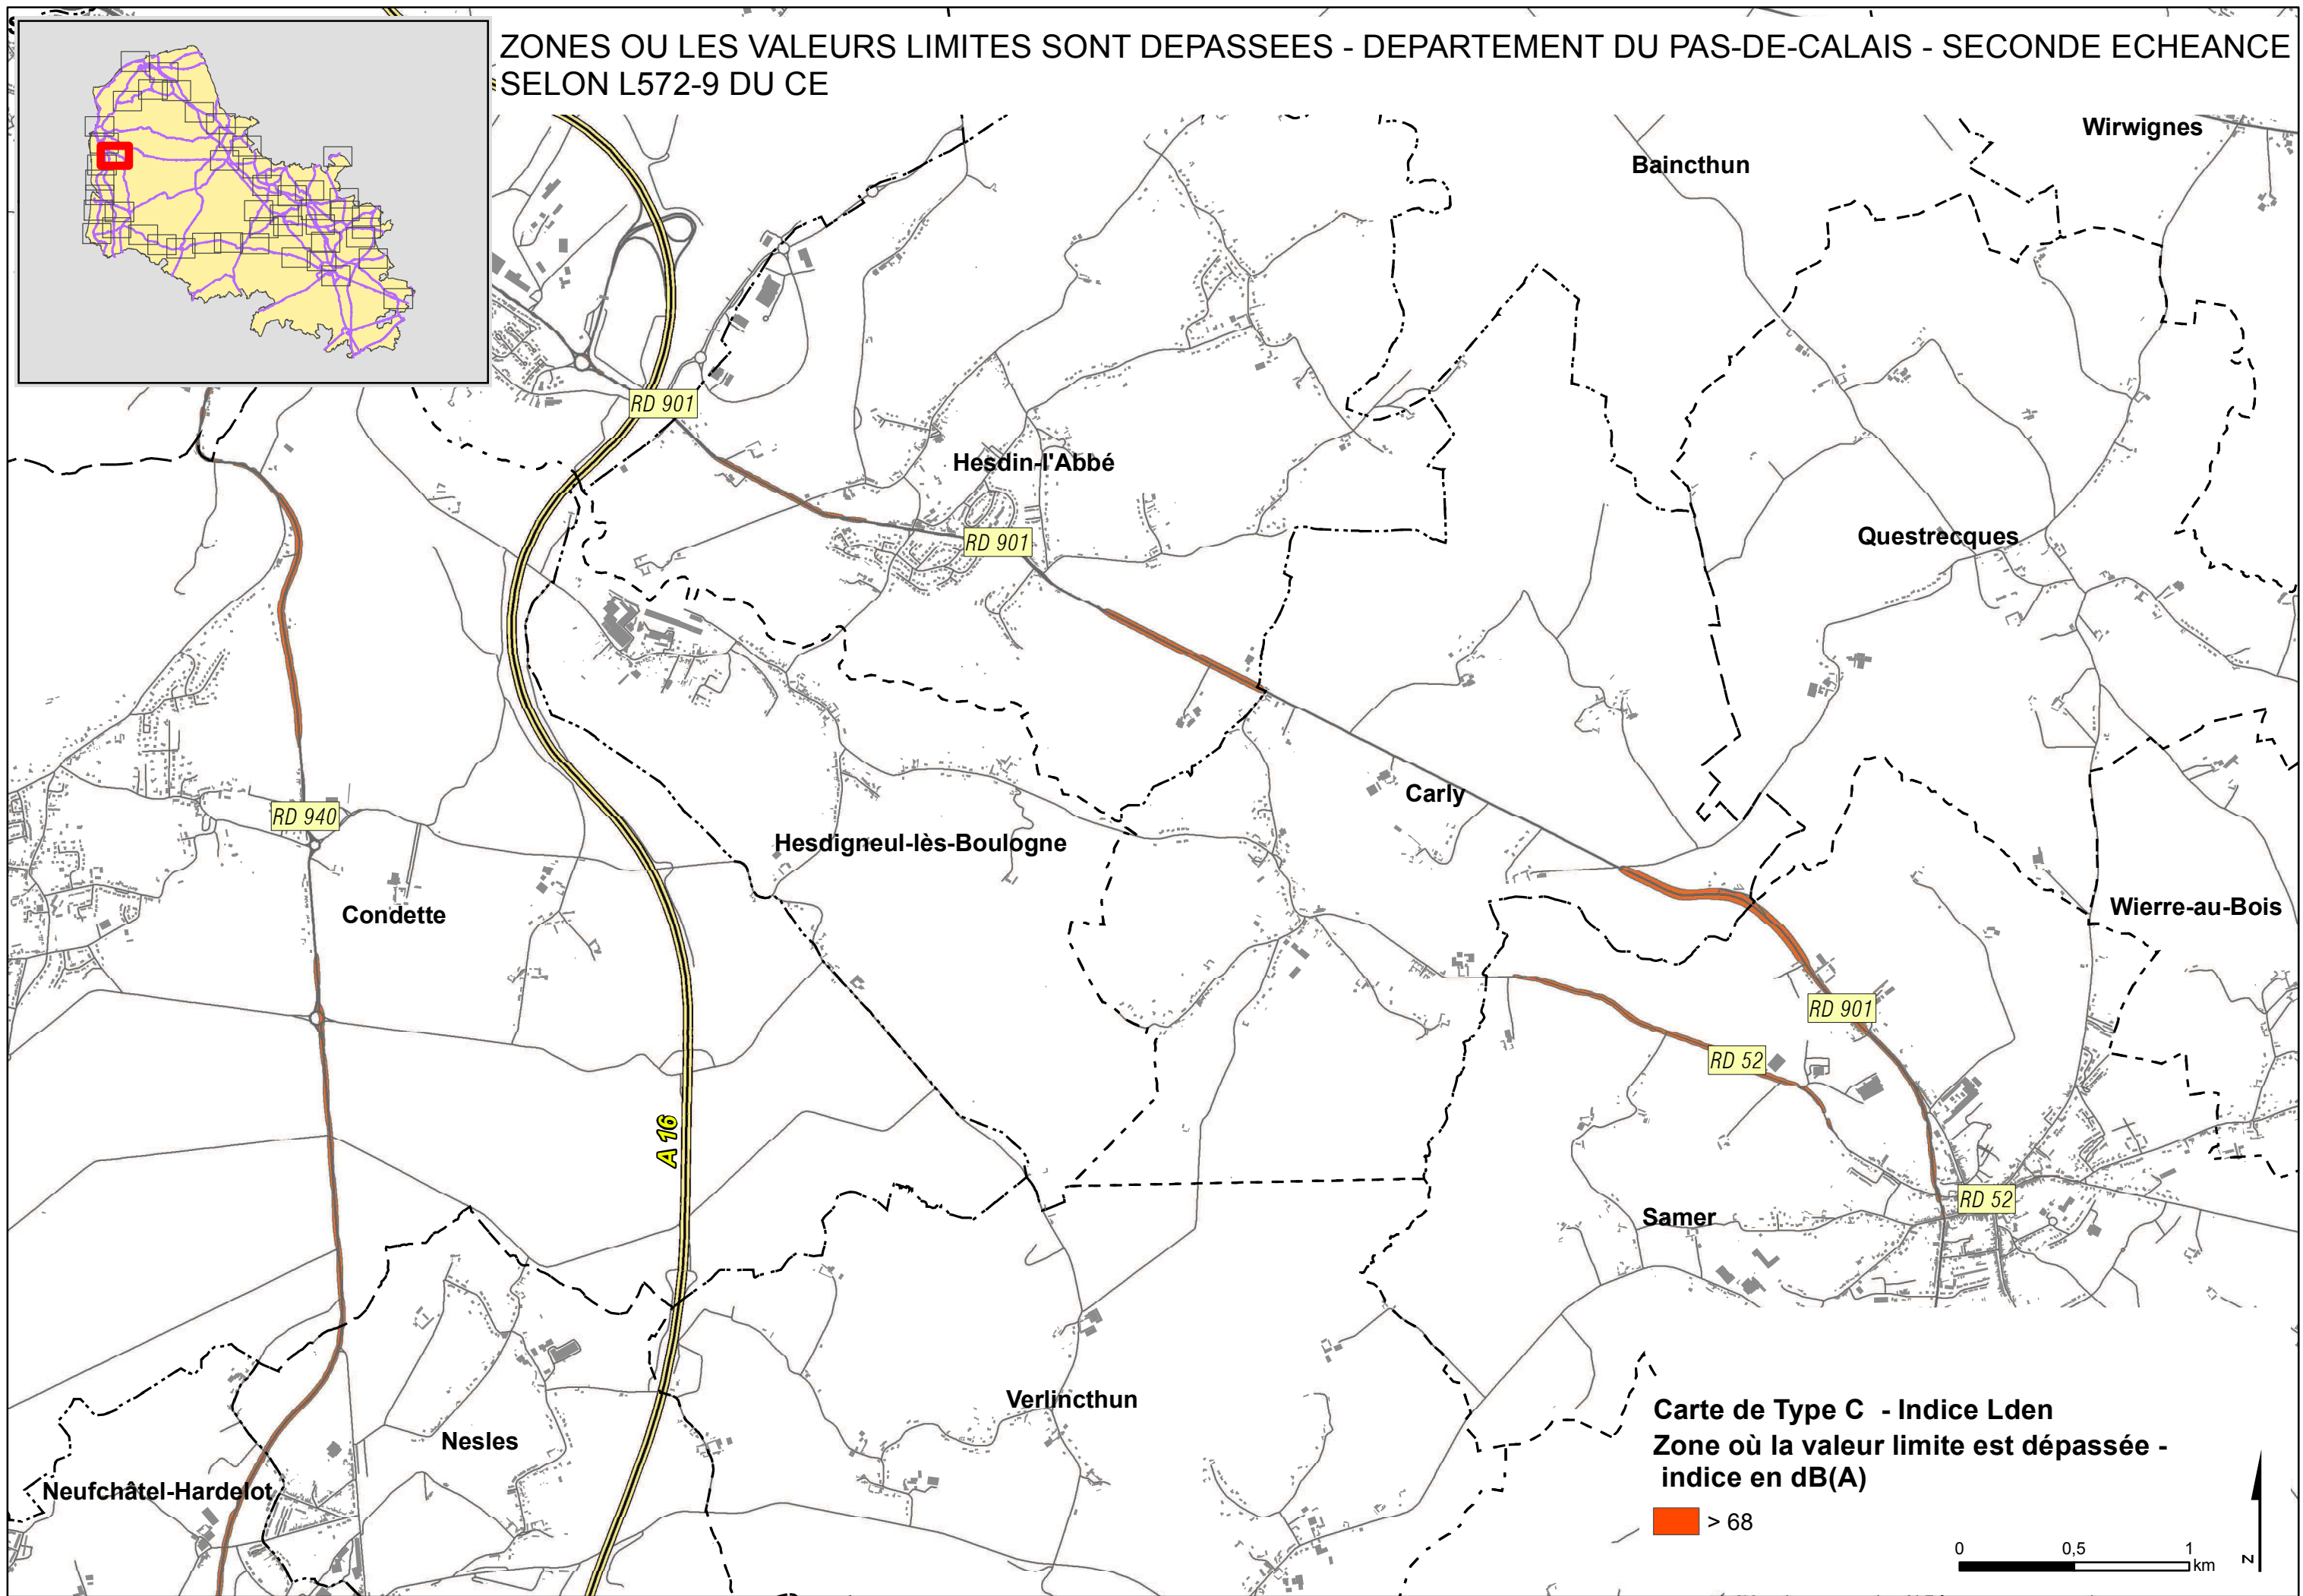 ZONES OU LES VALEURS LIMITES SONT DEPASSEES - DEPARTEMENT DU PAS-DE-CALAIS - SECONDE ECHEANCE
SELON L572-9 DU CE
Wirwignes
Baincthun
RD 901
Hesdin-l'Abbé
RD 901
Questrecques
Carly
RD 940
Hesdigneul-lès-Boulogne
Condette
Wierre-au-Bois
RD 901
RD 52
A 16
RD 52
Samer
Verlincthun
Nesles
Neufchâtel-Hardelot
Carte de Type C - Indice Lden
Zone où la valeur limite est dépassée -
indice en dB(A)
> 68
0 0,5 1
km
N